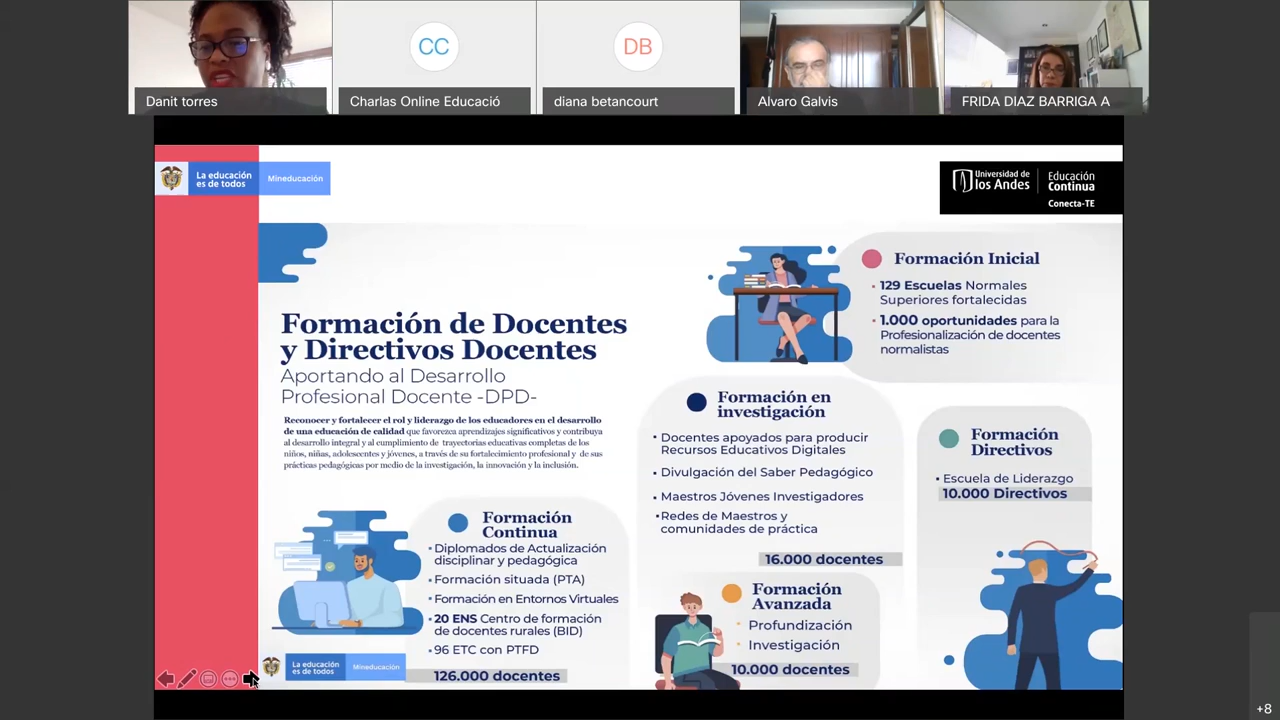 CC
DB
Danit torres
Charlas Online Educació
diana betancourt
Alvaro Galvis
FRIDA DIAZ BARRIGA A
La educación
es de todos
Mineducación
Universidad de
los Andes
Educación
Continua
Conecta-TE
Formación de Docentes
y Directivos Docentes
Aportando al Desarrollo
Profesional Docente -DPD-
Reconocer y fortalecer el rol y liderazgo de los educadores en el desarrollo
de una educación de calidad que favorezca aprendizajes significativos y contribuya
al desarrollo integral y al cumplimiento de trayectorias educativas completas de los
niños, niñas, adolescentes y jóvenes, a través de su fortalecimiento profesional y de sus
prácticas pedagógicas por medio de la investigación, la innovación y la inclusión.
Formación Inicial
• 129 Escuelas Normales
Superiores fortalecidas
• 1.000 oportunidades para la
Profesionalización de docentes
normalistas
Formación en
investigación
• Docentes apoyados para producir
Recursos Educativos Digitales
• Divulgación del Saber Pedagógico
• Maestros Jóvenes Investigadores
• Redes de Maestros y
comunidades de práctica
16.000 docentes
Formación
Directivos
• Escuela de Liderazgo
10.000 Directivos
Formación
Continua
• Diplomados de Actualización
disciplinar y pedagógica
• Formación situada (PTA)
• Formación en Entornos Virtuales
• 20 ENS Centro de formación
de docentes rurales (BID)
• 96 ETC con PTFD
126.000 docentes
Formación
Avanzada
• Profundización
• Investigación
10.000 docentes
La educación
es de todos
Mineducación
+8